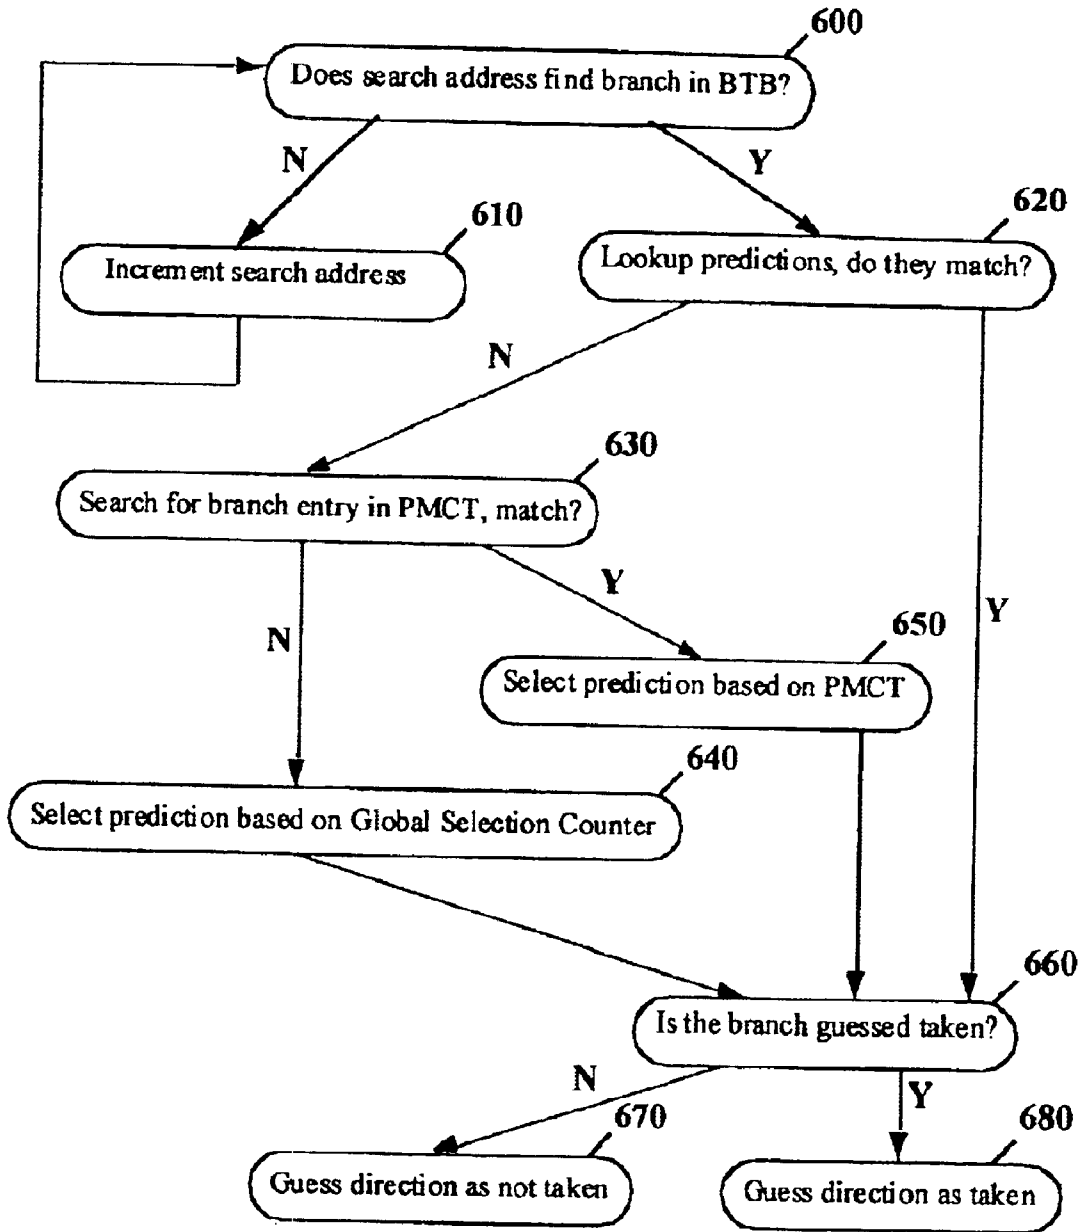 600
Does search address find branch in BTB?
N
Y
610
620
Increment search address
Lookup predictions, do they match?
N
630
Search for branch entry in PMCT, match?
Y
N
Y
650
Select prediction based on PMCT
640
Select prediction based on Global Selection Counter
660
Is the branch guessed taken?
N
Y
670
680
Guess direction as not taken
Guess direction as taken